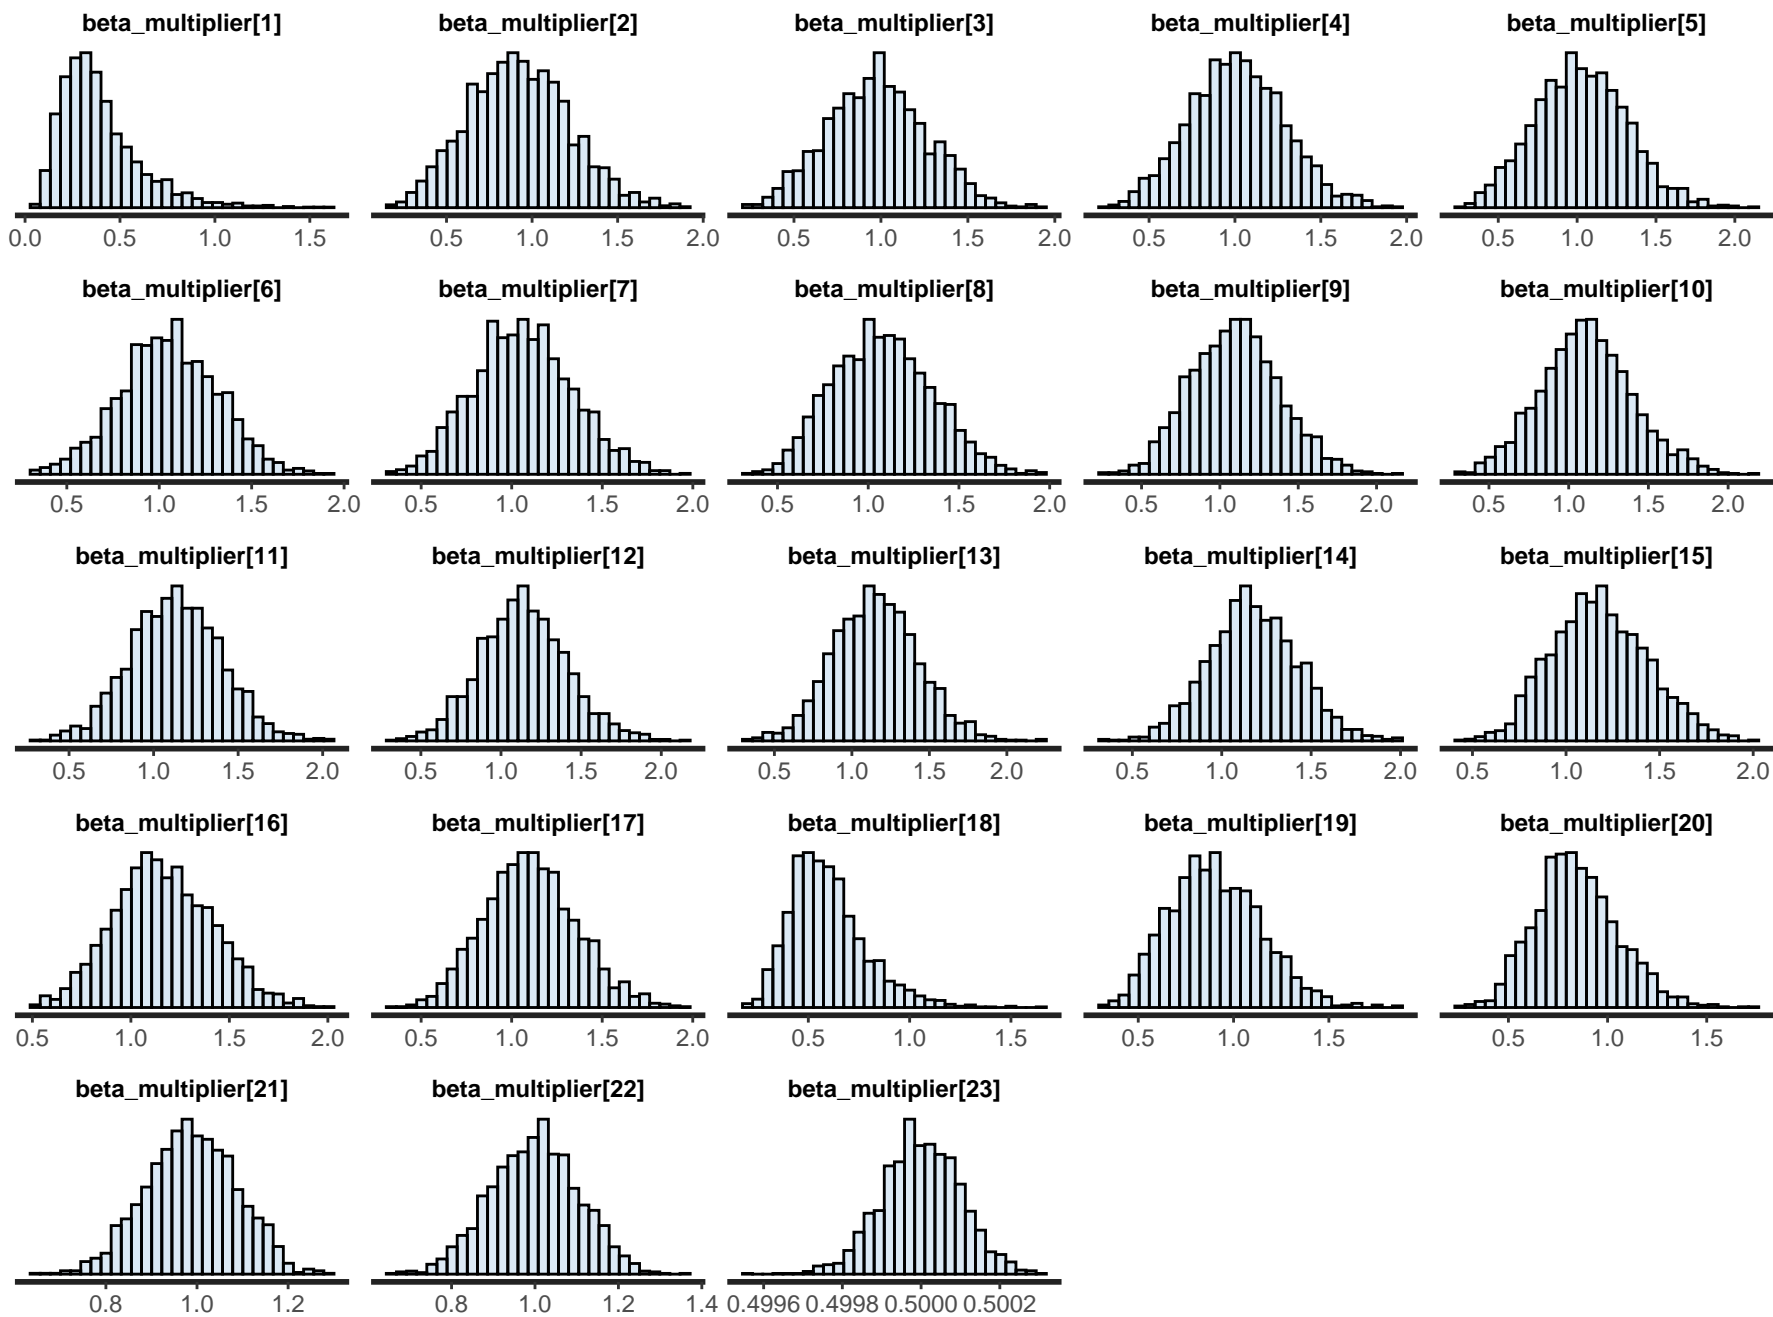 beta_multiplier[1] beta_multiplier[2] beta_multiplier[3] beta_multiplier[4] beta_multiplier[5]
0.0 0.5 1.0 1.5 0.5 1.0 1.5 2.0 0.5 1.0 1.5 2.0 0.5 1.0 1.5 2.0 0.5 1.0 1.5 2.0
beta_multiplier[6] beta_multiplier[7] beta_multiplier[8] beta_multiplier[9] beta_multiplier[10]
0.5 1.0 1.5 2.0 0.5 1.0 1.5 2.0 0.5 1.0 1.5 2.0 0.5 1.0 1.5 2.0 0.5 1.0 1.5 2.0
beta_multiplier[11] beta_multiplier[12] beta_multiplier[13] beta_multiplier[14] beta_multiplier[15]
0.5 1.0 1.5 2.0 0.5 1.0 1.5 2.0 0.5 1.0 1.5 2.0 0.5 1.0 1.5 2.0 0.5 1.0 1.5 2.0
beta_multiplier[16] beta_multiplier[17] beta_multiplier[18] beta_multiplier[19] beta_multiplier[20]
0.5 1.0 1.5 2.0 0.5 1.0 1.5 2.0 0.5 1.0 1.5 0.5 1.0 1.5 0.5 1.0 1.5
beta_multiplier[21] beta_multiplier[22] beta_multiplier[23]
0.8 1.0 1.2 0.8 1.0 1.2 1.4 0.4996 0.4998 0.5000 0.5002